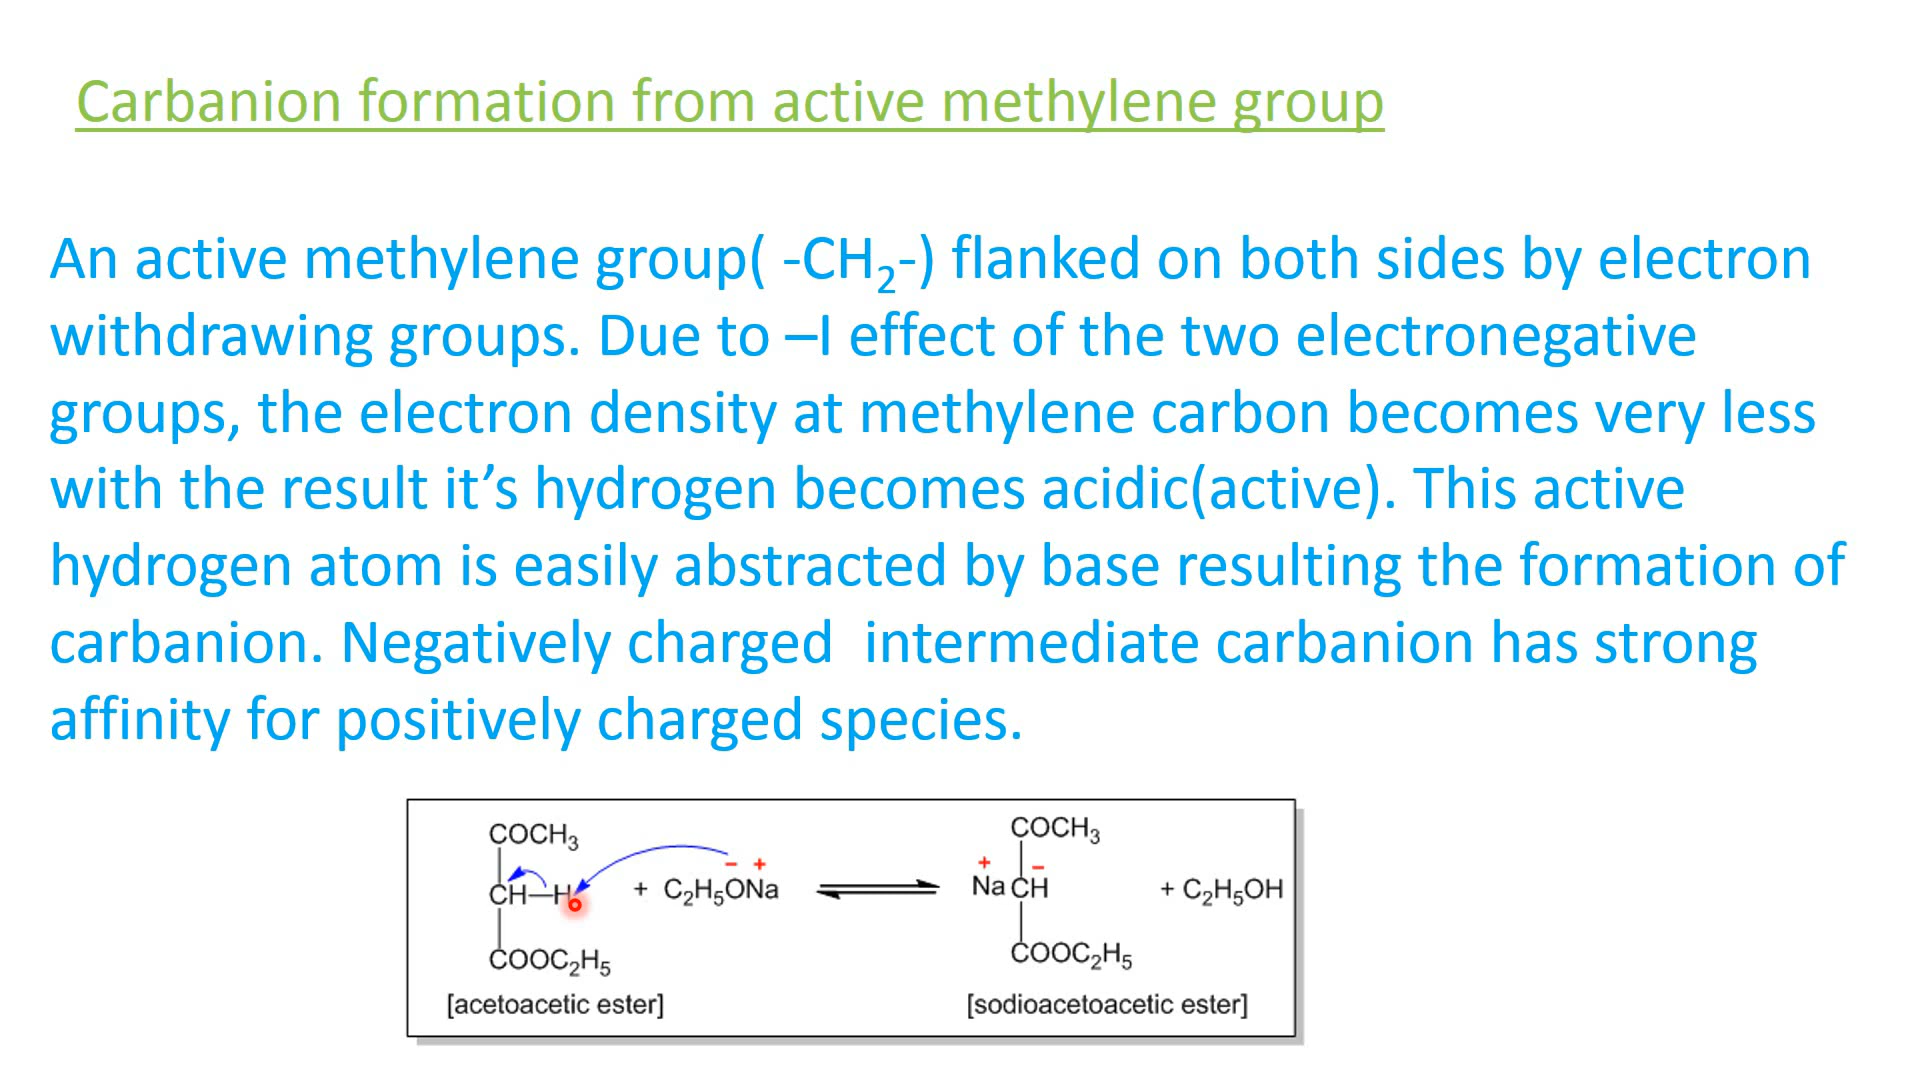 Carbanion formation from active methylene group
An active methylene group( -CH₂-) flanked on both sides by electron
withdrawing groups. Due to –I effect of the two electronegative
groups, the electron density at methylene carbon becomes very less
with the result it’s hydrogen becomes acidic(active). This active
hydrogen atom is easily abstracted by base resulting the formation of
carbanion. Negatively charged  intermediate carbanion has strong
affinity for positively charged species.
COCH₃
CH–H + C₂H₅O⁻Na⁺
COOC₂H₅
[acetoacetic ester]
COCH₃
Na⁺ CH⁻ + C₂H₅OH
COOC₂H₅
[sodioacetoacetic ester]